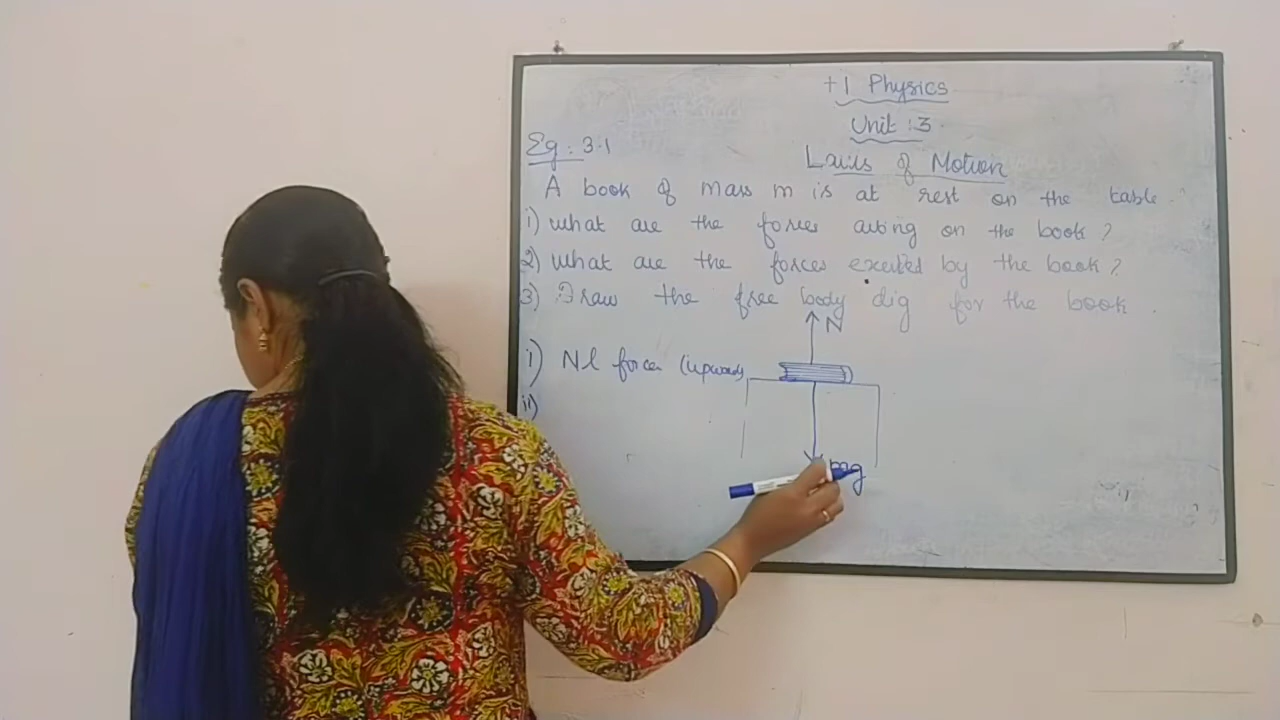 +1 Physics
Unit : 3
Eg : 3.1
Laws of Motion
A book of mass m is at rest on the table
1) what are the forces acting on the book ?
2) what are the forces exerted by the book ?
3) Draw the free body dig for the book
N
i) Nl forces (upward)
ii)
mg